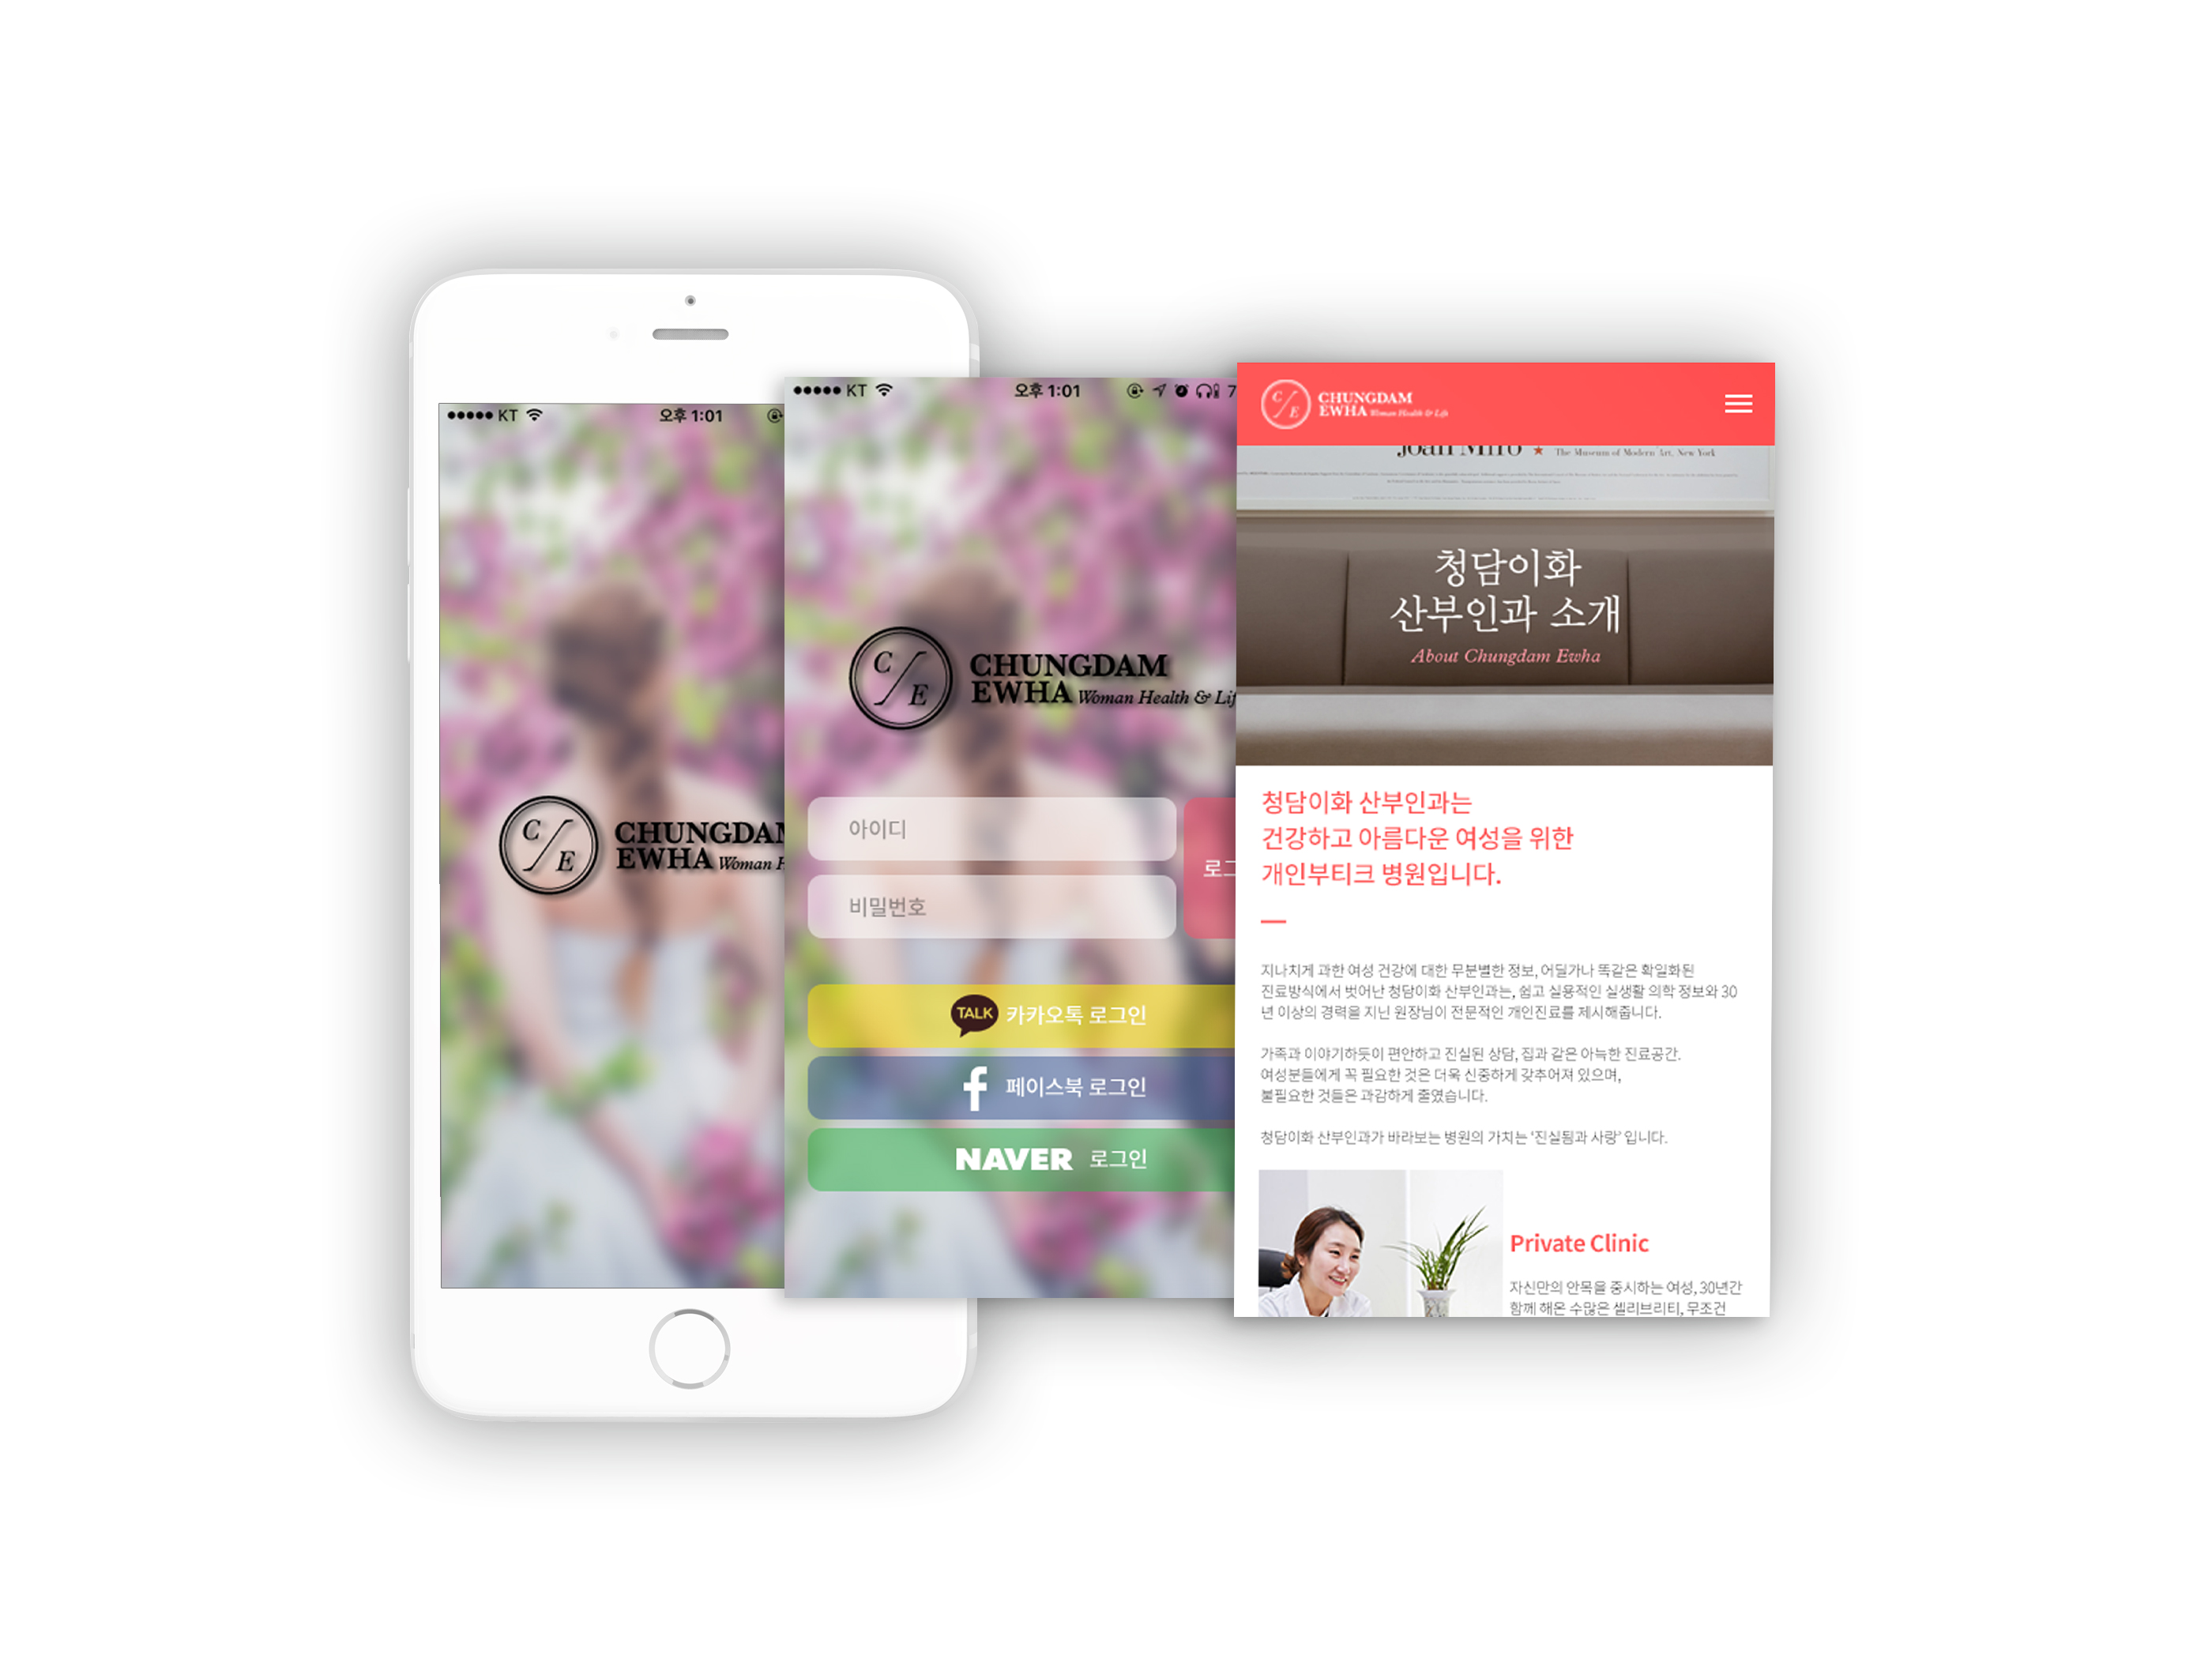 KT 오후 1:01
C E
CHUNGDAM
EWHA Woman
KT 오후 1:01 7
C E
CHUNGDAM
EWHA Woman Health & Lif
아이디
비밀번호
로그
TALK 카카오톡 로그인
f 페이스북 로그인
NAVER 로그인
C E
CHUNGDAM
EWHA Woman Health & Life
Joan Miró ★ The Museum of Modern Art, New York
청담이화
산부인과 소개
About Chungdam Ewha
청담이화 산부인과는
건강하고 아름다운 여성을 위한
개인부티크 병원입니다.
지나치게 과한 여성 건강에 대한 무분별한 정보, 어딜가나 똑같은 획일화된
진료방식에서 벗어난 청담이화 산부인과는, 쉽고 실용적인 실생활 의학 정보와 30
년 이상의 경력을 지닌 원장님이 전문적인 개인진료를 제시해줍니다.
가족과 이야기하듯이 편안하고 진실된 상담, 집과 같은 아늑한 진료공간.
여성분들에게 꼭 필요한 것은 더욱 신중하게 갖추어져 있으며,
불필요한 것들은 과감하게 줄였습니다.
청담이화 산부인과가 바라보는 병원의 가치는 '진실됨과 사랑' 입니다.
Private Clinic
자신만의 안목을 중시하는 여성, 30년간
함께 해온 수많은 셀리브리티, 무조건